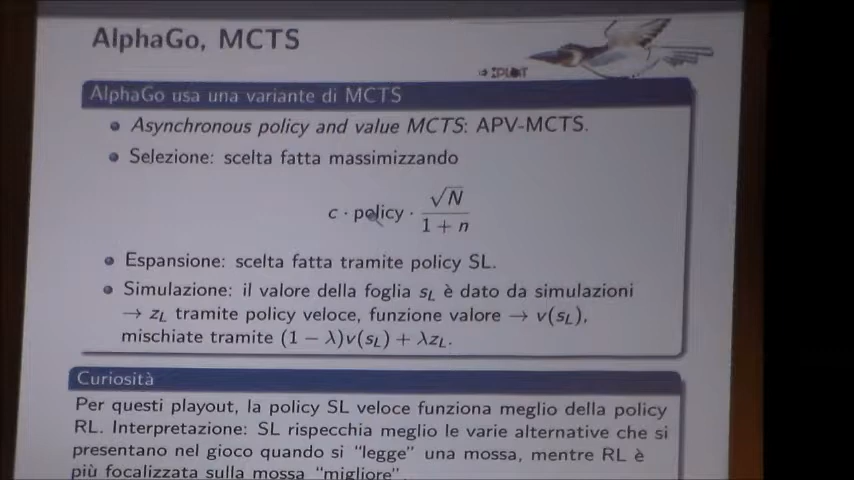 AlphaGo, MCTS
AlphaGo usa una variante di MCTS
Asynchronous policy and value MCTS: APV-MCTS.
Selezione: scelta fatta massimizzando
c · policy · √N / 1 + n
Espansione: scelta fatta tramite policy SL.
Simulazione: il valore della foglia s_L è dato da simulazioni
→ z_L tramite policy veloce, funzione valore → v(s_L),
mischiate tramite (1 − λ)v(s_L) + λz_L.
Curiosità
Per questi playout, la policy SL veloce funziona meglio della policy
RL. Interpretazione: SL rispecchia meglio le varie alternative che si
presentano nel gioco quando si "legge" una mossa, mentre RL è
più focalizzata sulla mossa "migliore".